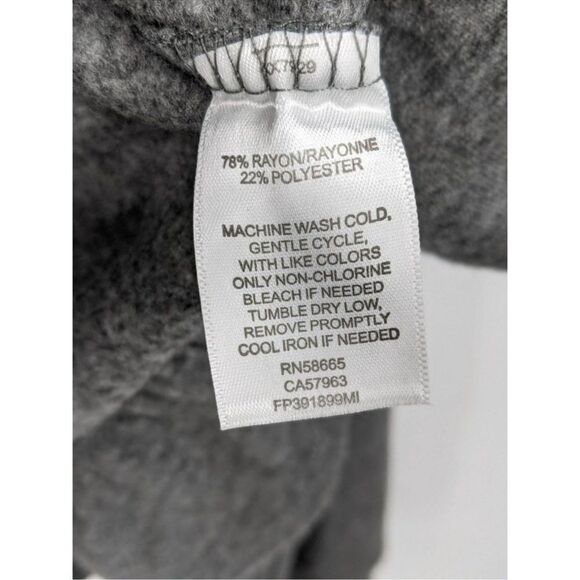 78% RAYON/RAYONNE
22% POLYESTER
MACHINE WASH COLD,
GENTLE CYCLE,
WITH LIKE COLORS
ONLY NON-CHLORINE
BLEACH IF NEEDED
TUMBLE DRY LOW,
REMOVE PROMPTLY
COOL IRON IF NEEDED
RN58665
CA57963
FP391899MI